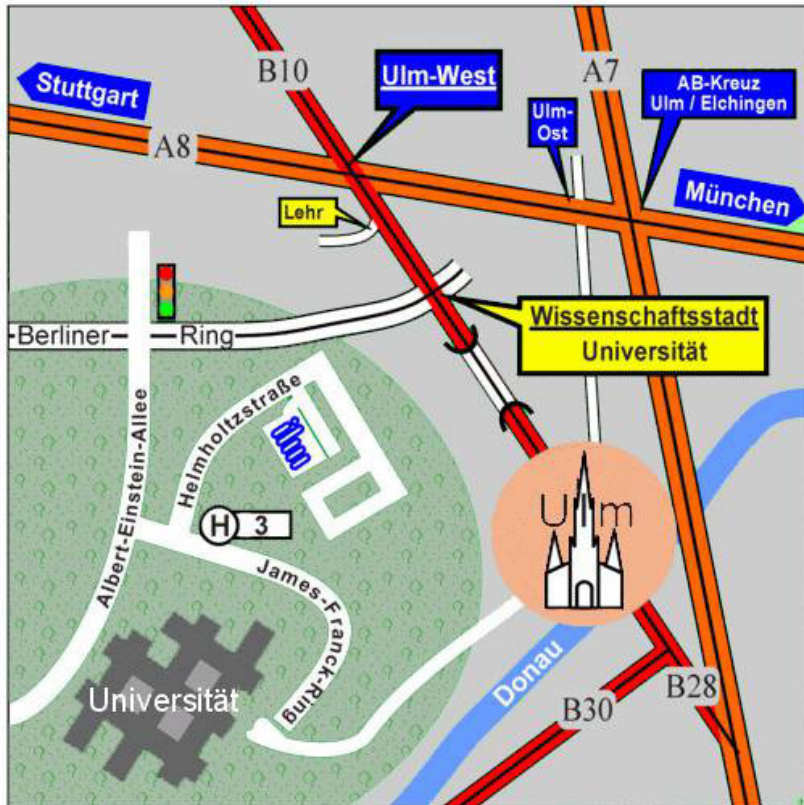 B10
A7
Stuttgart
Ulm-West
Ulm-
Ost
AB-Kreuz
Ulm / Elchingen
A8
München
Lehr
Wissenschaftsstadt
Universität
Berliner Ring
Helmholtzstraße
ilm
Albert-Einstein-Allee
H 3
Ulm
James-Franck-Ring
Universität
Donau
B28
B30